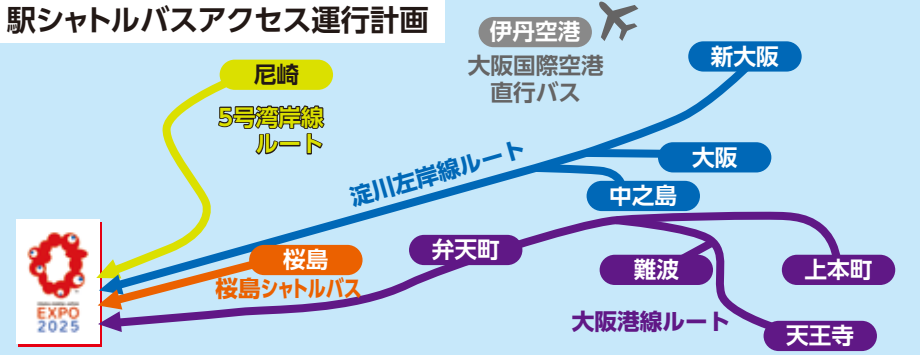 駅シャトルバスアクセス運行計画
伊丹空港
大阪国際空港
直行バス
新大阪
尼崎
5号湾岸線
ルート
淀川左岸線ルート
大阪
中之島
桜島
桜島シャトルバス
弁天町
難波
上本町
大阪港線ルート
天王寺
EXPO
2025